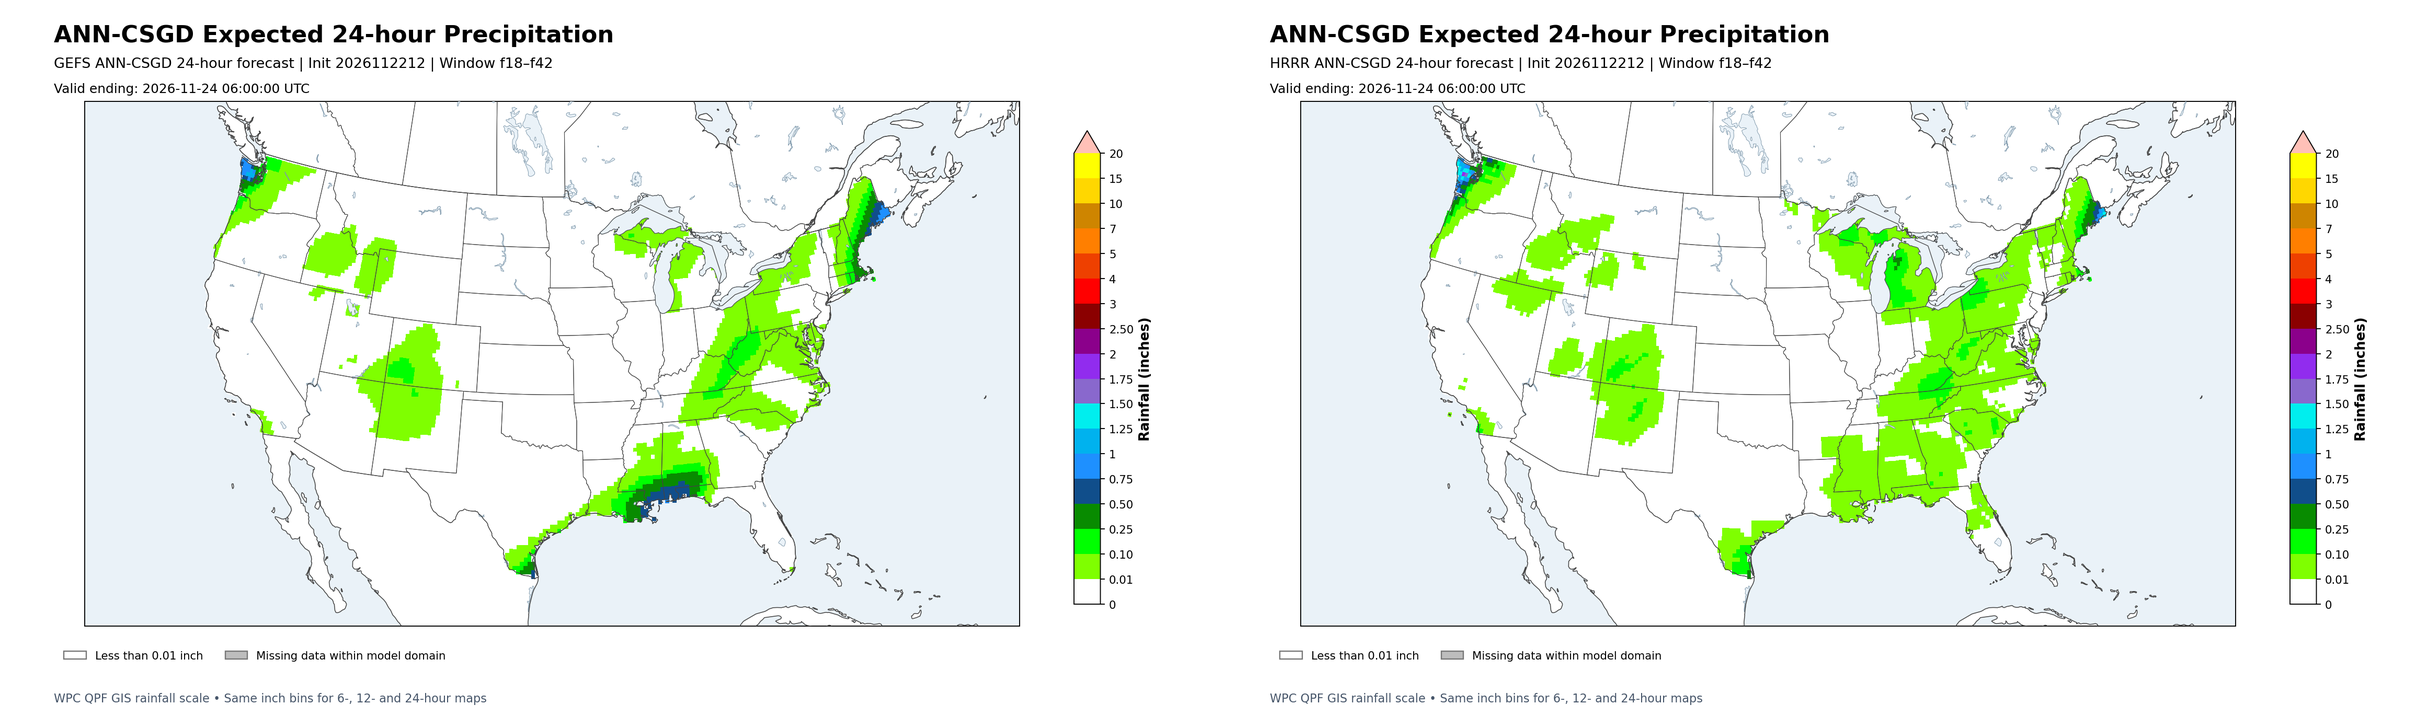 ANN-CSGD Expected 24-hour Precipitation
GEFS ANN-CSGD 24-hour forecast | Init 2026112212 | Window f18–f42
Valid ending: 2026-11-24 06:00:00 UTC
20
15
10
7
5
4
3
2.50
2
1.75
1.50
1.25
1
0.75
0.50
0.25
0.10
0.01
0
Rainfall (inches)
Less than 0.01 inch
Missing data within model domain
WPC QPF GIS rainfall scale • Same inch bins for 6-, 12- and 24-hour maps
ANN-CSGD Expected 24-hour Precipitation
HRRR ANN-CSGD 24-hour forecast | Init 2026112212 | Window f18–f42
Valid ending: 2026-11-24 06:00:00 UTC
20
15
10
7
5
4
3
2.50
2
1.75
1.50
1.25
1
0.75
0.50
0.25
0.10
0.01
0
Rainfall (inches)
Less than 0.01 inch
Missing data within model domain
WPC QPF GIS rainfall scale • Same inch bins for 6-, 12- and 24-hour maps